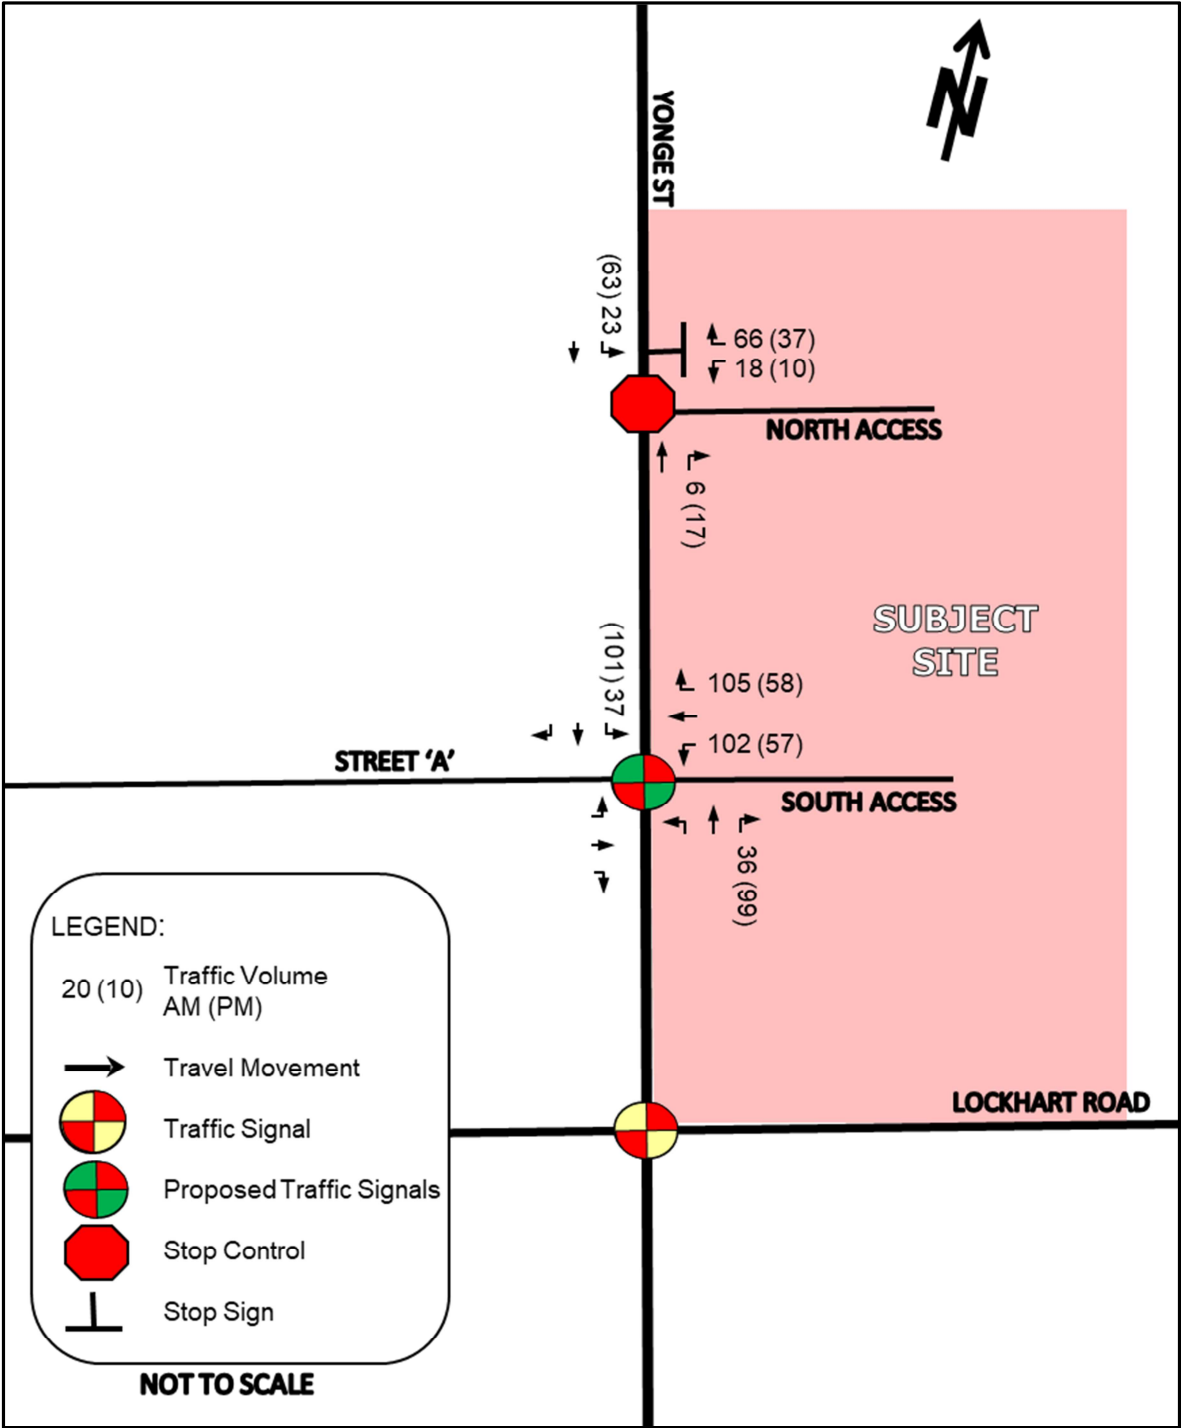 N
YONGE ST
(63) 23
66 (37)
18 (10)
NORTH ACCESS
6 (17)
SUBJECT
SITE
(101) 37
105 (58)
102 (57)
STREET ‘A’
SOUTH ACCESS
36 (99)
LEGEND:
20 (10)
Traffic Volume
AM (PM)
Travel Movement
Traffic Signal
Proposed Traffic Signals
Stop Control
Stop Sign
LOCKHART ROAD
NOT TO SCALE